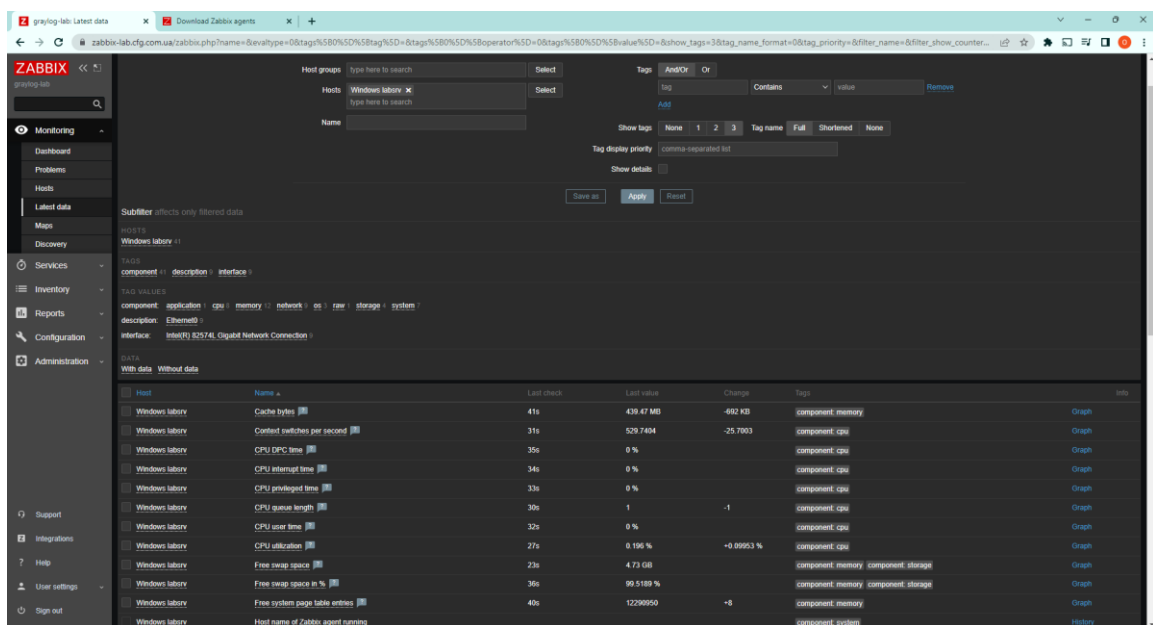 graylog-lab: Latest data
Download Zabbix agents
zabbix-lab.cfg.com.ua/zabbix.php?name=&evaltype=0&tags%5B0%5D%5Btag%5D=&tags%5B0%5D%5Boperator%5D=0&tags%5B0%5D%5Bvalue%5D=&show_tags=3&tag_name_format=0&tag_priority=&filter_name=&filter_show_counter...
ZABBIX
graylog-lab
Monitoring
Dashboard
Problems
Hosts
Latest data
Maps
Discovery
Services
Inventory
Reports
Configuration
Administration
Support
Integrations
Help
User settings
Sign out
Host groups type here to search Select
Hosts Windows labsrv Select
type here to search
Name
Tags And/Or Or
tag Contains value Remove
Add
Show tags None 1 2 3 Tag name Full Shortened None
Tag display priority comma-separated list
Show details
Save as Apply Reset
Subfilter affects only filtered data
HOSTS
Windows labsrv 41
TAGS
component 41 description 9 interface 9
TAG VALUES
component: application 1 cpu 8 memory 12 network 9 os 3 raw 1 storage 4 system 7
description: Ethernet0 9
interface: Intel(R) 82574L Gigabit Network Connection 9
DATA
With data Without data
Host Name Last check Last value Change Tags Info
Windows labsrv Cache bytes ? 41s 439.47 MB -692 KB component: memory Graph
Windows labsrv Context switches per second ? 31s 529.7404 -25.7003 component: cpu Graph
Windows labsrv CPU DPC time ? 35s 0 % component: cpu Graph
Windows labsrv CPU interrupt time ? 34s 0 % component: cpu Graph
Windows labsrv CPU privileged time ? 33s 0 % component: cpu Graph
Windows labsrv CPU queue length ? 30s 1 -1 component: cpu Graph
Windows labsrv CPU user time ? 32s 0 % component: cpu Graph
Windows labsrv CPU utilization ? 27s 0.196 % +0.09953 % component: cpu Graph
Windows labsrv Free swap space ? 23s 4.73 GB component: memory component: storage Graph
Windows labsrv Free swap space in % ? 36s 99.5189 % component: memory component: storage Graph
Windows labsrv Free system page table entries ? 40s 12290950 +8 component: memory Graph
Windows labsrv Host name of Zabbix agent running component: system History